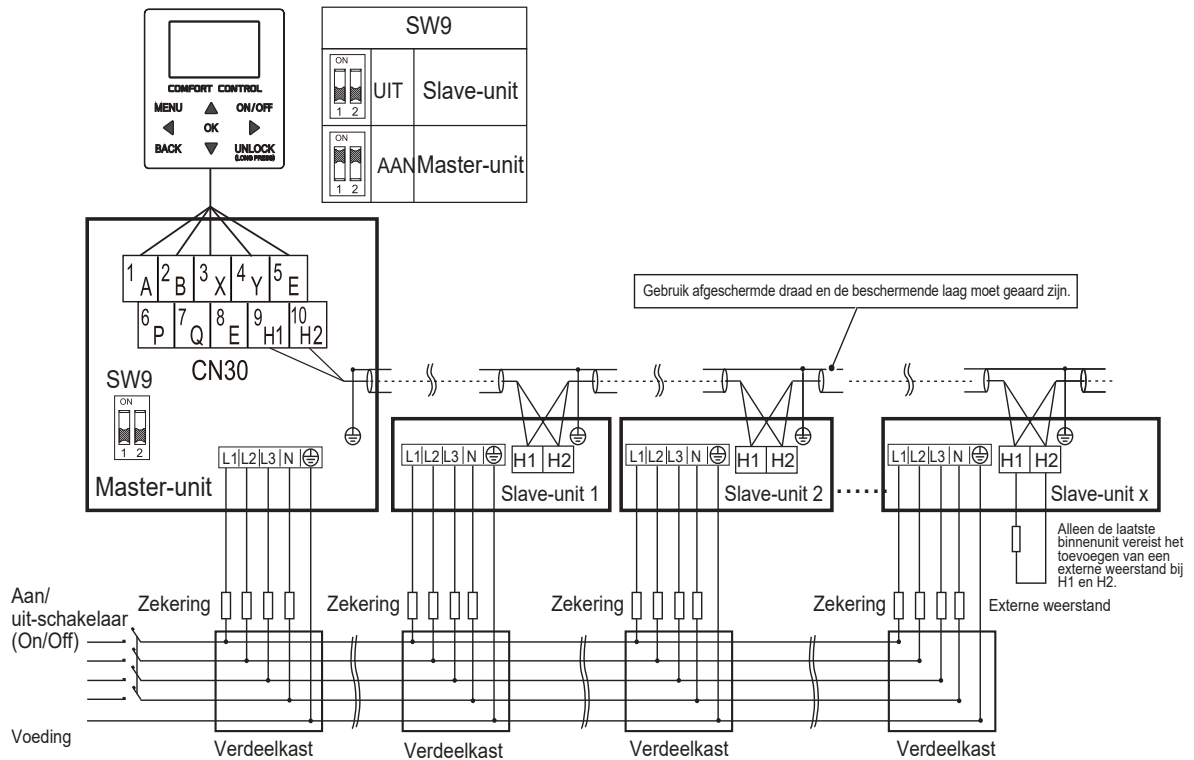 COMFORT CONTROL
MENU
ON/OFF
OK
BACK
UNLOCK
(LONG PRESS)
SW9
ON
1 2
UIT
Slave-unit
ON
1 2
AAN
Master-unit
1 A 2 B 3 X 4 Y 5 E
6 P 7 Q 8 E 9 H1 10 H2
CN30
SW9
ON
1 2
Master-unit
L1 L2 L3 N
Gebruik afgeschermde draad en de beschermende laag moet geaard zijn.
L1 L2 L3 N
H1 H2
Slave-unit 1
L1 L2 L3 N
H1 H2
Slave-unit 2
L1 L2 L3 N
H1 H2
Slave-unit x
Alleen de laatste
binnenunit vereist het
toevoegen van een
externe weerstand bij
H1 en H2.
Externe weerstand
Aan/
uit-schakelaar
(On/Off)
Zekering
Zekering
Zekering
Zekering
Voeding
Verdeelkast
Verdeelkast
Verdeelkast
Verdeelkast